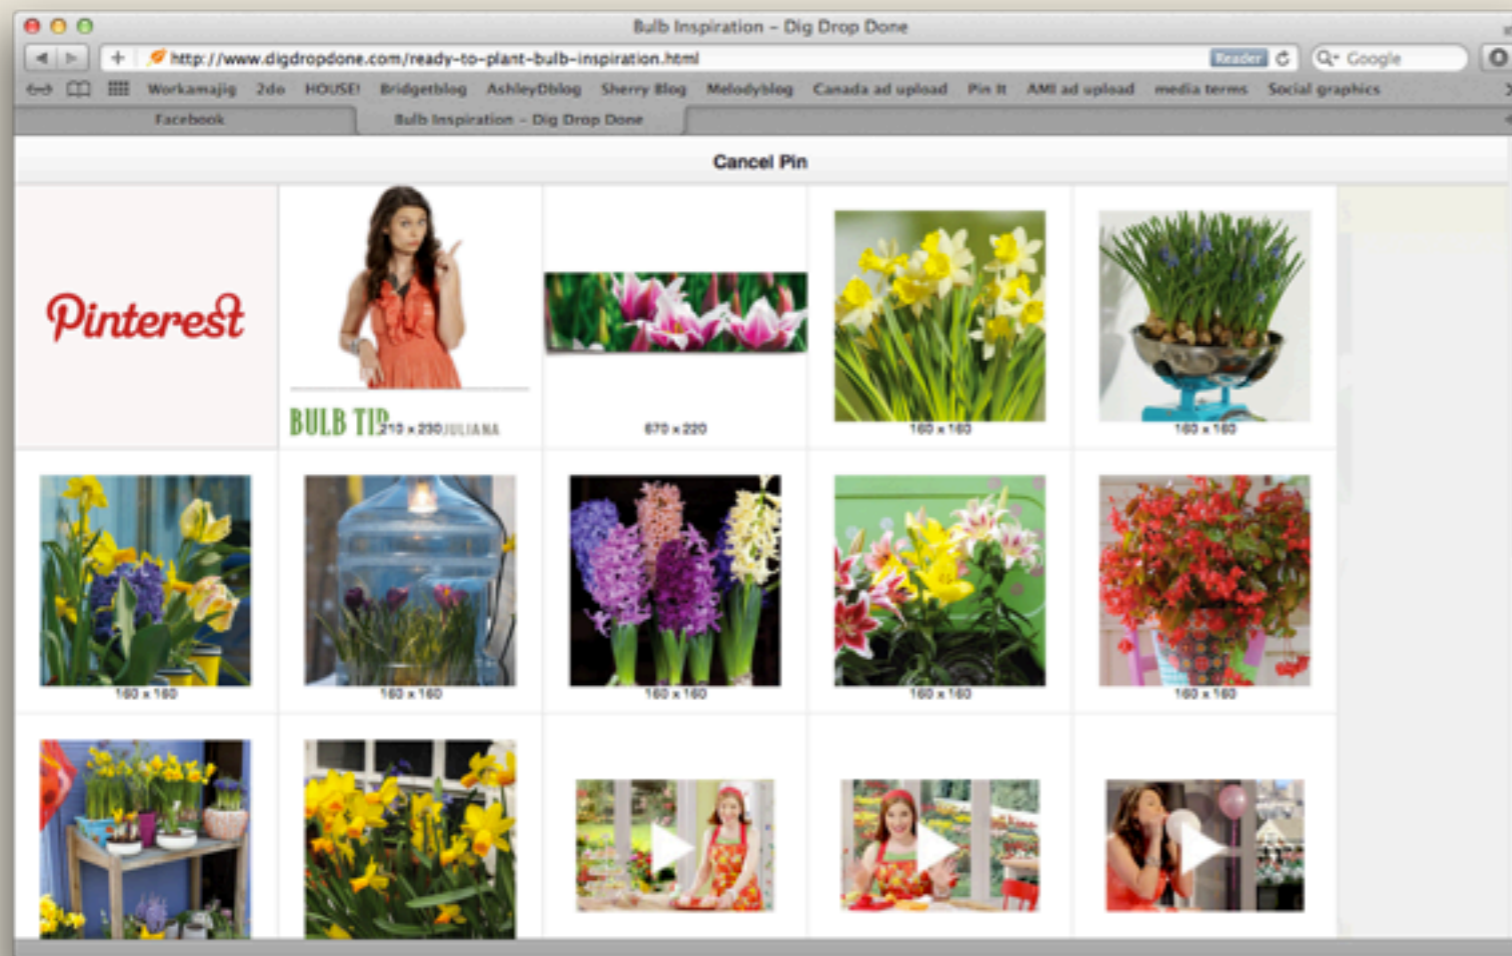 Bulb Inspiration – Dig Drop Done
http://www.digdropdone.com/ready-to-plant-bulb-inspiration.html
Reader
Google
Workamajig 2do HOUSE! Bridgetblog AshleyDblog Sherry Blog Melodyblog Canada ad upload Pin It AMI ad upload media terms Social graphics
Facebook
Bulb Inspiration – Dig Drop Done
Cancel Pin
Pinterest
BULB TIP JULIANA
210 x 230
670 x 220
160 x 160
160 x 160
160 x 160
160 x 160
160 x 160
160 x 160
160 x 160